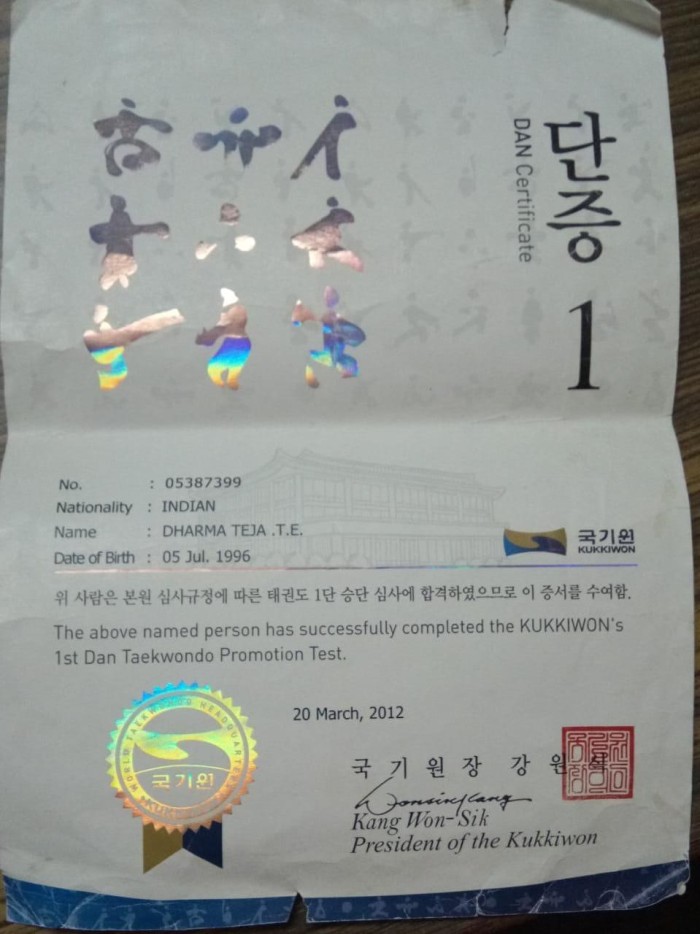 단증
DAN Certificate
1
No. : 05387399
Nationality : INDIAN
Name : DHARMA TEJA .T.E.
Date of Birth : 05 Jul. 1996
국기원
KUKKIWON
위 사람은 본원 심사규정에 따른 태권도 1단 승단 심사에 합격하였으므로 이 증서를 수여함.
The above named person has successfully completed the KUKKIWON's
1st Dan Taekwondo Promotion Test.
20 March, 2012
WORLD TAEKWONDO HEADQUARTERS
국기원
KUKKIWON
국 기 원 장 강 원 식
Kang Won-Sik
President of the Kukkiwon